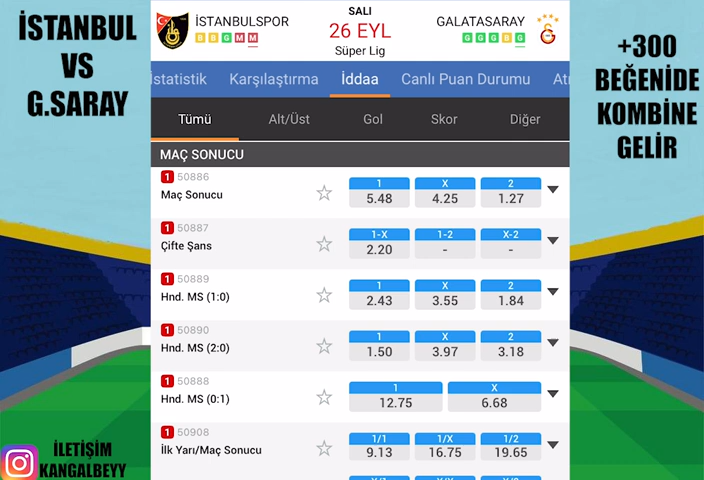 İSTANBUL
VS
G.SARAY
İSTANBULSPOR
B B G M M
SALI
26 EYL
Süper Lig
GALATASARAY
G G G B G
+300
BEĞENİDE
KOMBİNE
GELİR
İstatistik Karşılaştırma İddaa Canlı Puan Durumu
Tümü Alt/Üst Gol Skor Diğer
MAÇ SONUCU
1 50886
Maç Sonucu
1 X 2
5.48 4.25 1.27
1 50887
Çifte Şans
1-X 1-2 X-2
2.20 - -
1 50889
Hnd. MS (1:0)
1 X 2
2.43 3.55 1.84
1 50890
Hnd. MS (2:0)
1 X 2
1.50 3.97 3.18
1 50888
Hnd. MS (0:1)
1 X
12.75 6.68
1 50908
İlk Yarı/Maç Sonucu
1/1 1/X 1/2
9.13 16.75 19.65
İLETİŞİM
KANGALBEYY